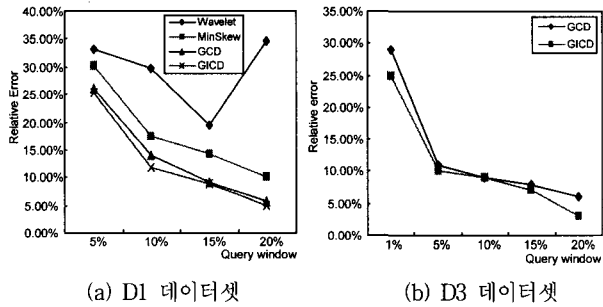 40.00%
35.00%
30.00%
25.00%
20.00%
15.00%
10.00%
5.00%
0.00%
Relative Error
Wavelet
MinSkew
GCD
GICD
5% 10% 15% 20%
Query window
(a) D1 데이터셋
35.00%
30.00%
25.00%
20.00%
15.00%
10.00%
5.00%
0.00%
Relative error
GCD
GICD
1% 5% 10% 15% 20%
Query window
(b) D3 데이터셋